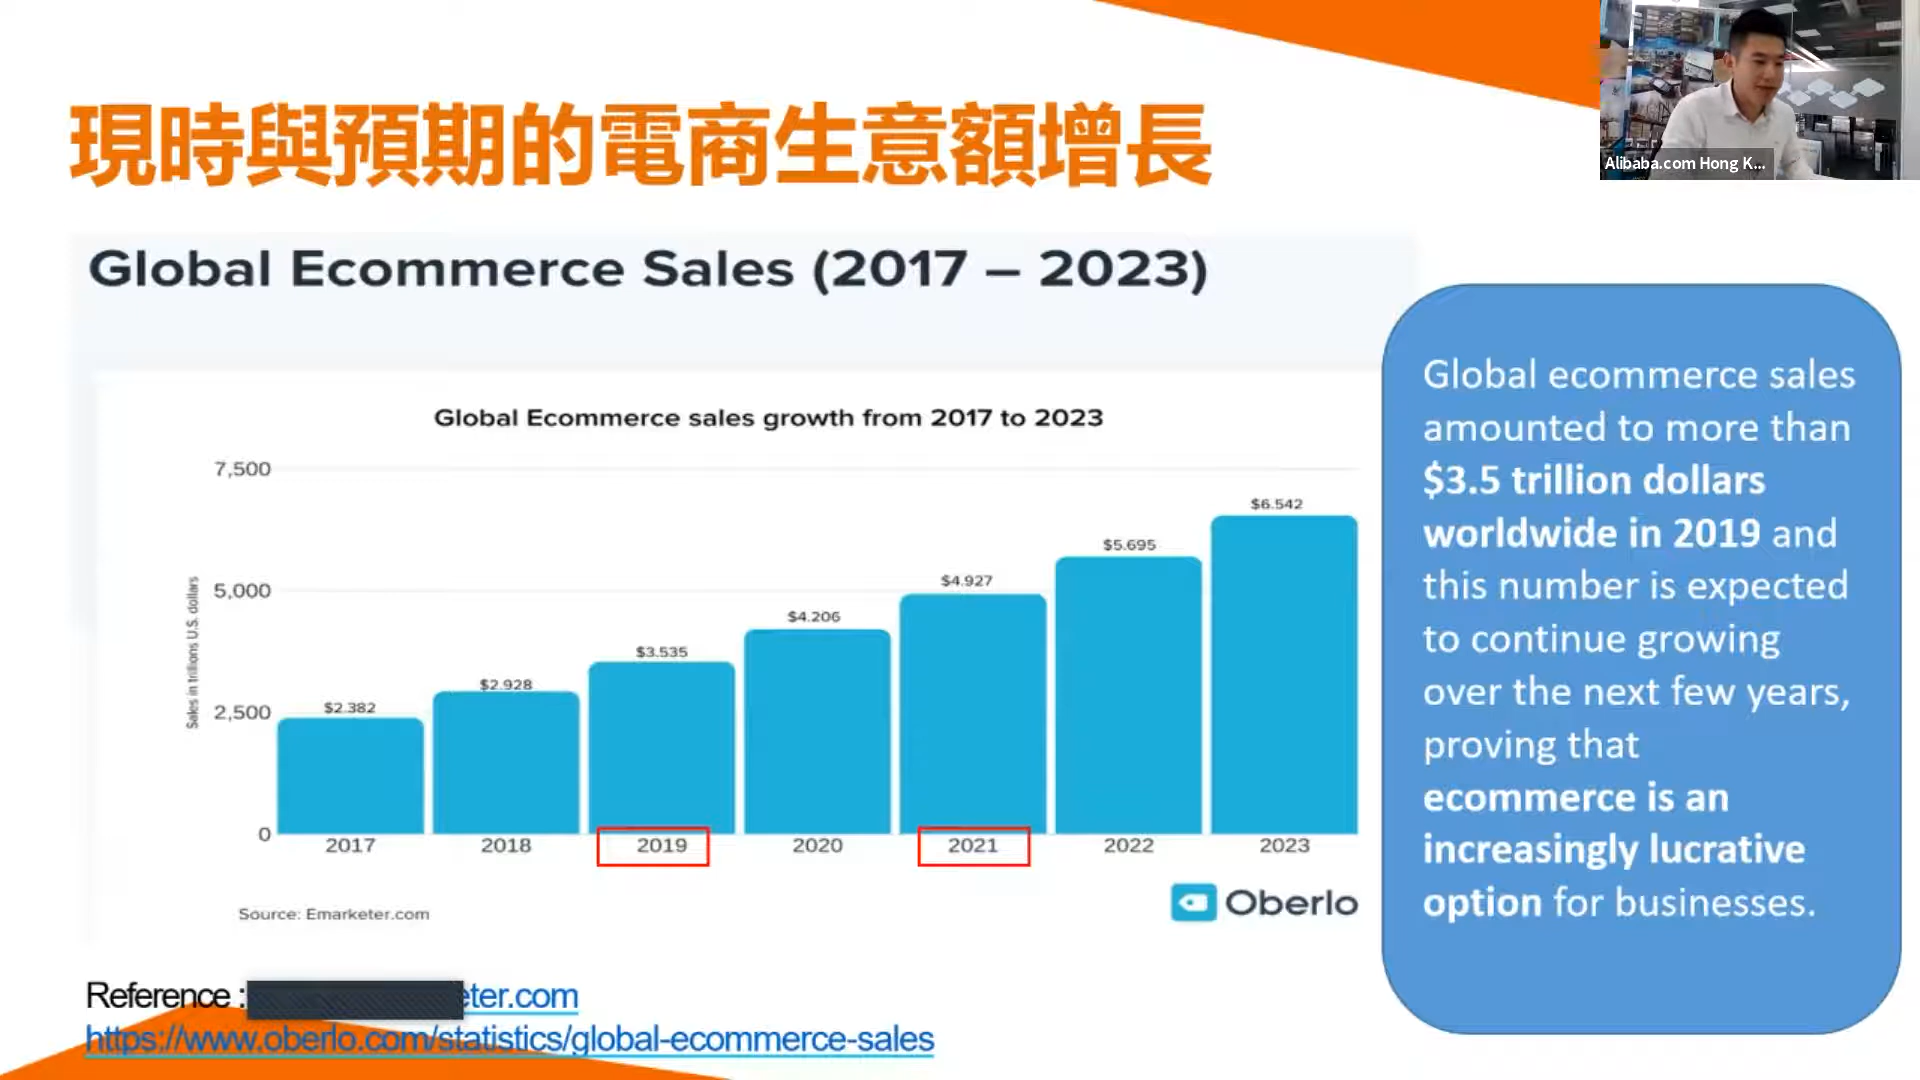 現時與預期的電商生意額增長
Alibaba.com Hong K...
Global Ecommerce Sales (2017 – 2023)
Global Ecommerce sales growth from 2017 to 2023
Sales in trillions U.S. dollars
7,500
5,000
2,500
0
$2.382
$2.928
$3.535
$4.206
$4.927
$5.695
$6.542
2017
2018
2019
2020
2021
2022
2023
Source: Emarketer.com
Oberlo
Global ecommerce sales
amounted to more than
$3.5 trillion dollars
worldwide in 2019 and
this number is expected
to continue growing
over the next few years,
proving that
ecommerce is an
increasingly lucrative
option for businesses.
Reference : eter.com
https://www.oberlo.com/statistics/global-ecommerce-sales